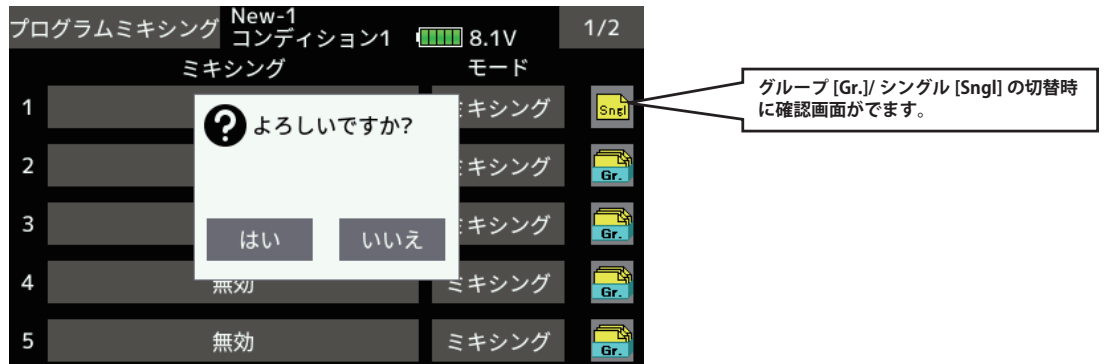 プログラムミキシング
New-1
コンディション1
8.1V
1/2
ミキシング
モード
1
ミキシング
Sngl
グループ [Gr.]/ シングル [Sngl] の切替時
に確認画面がでます。
?
よろしいですか?
2
ミキシング
Gr.
3
ミキシング
Gr.
はい
いいえ
4
無効
ミキシング
Gr.
5
無効
ミキシング
Gr.